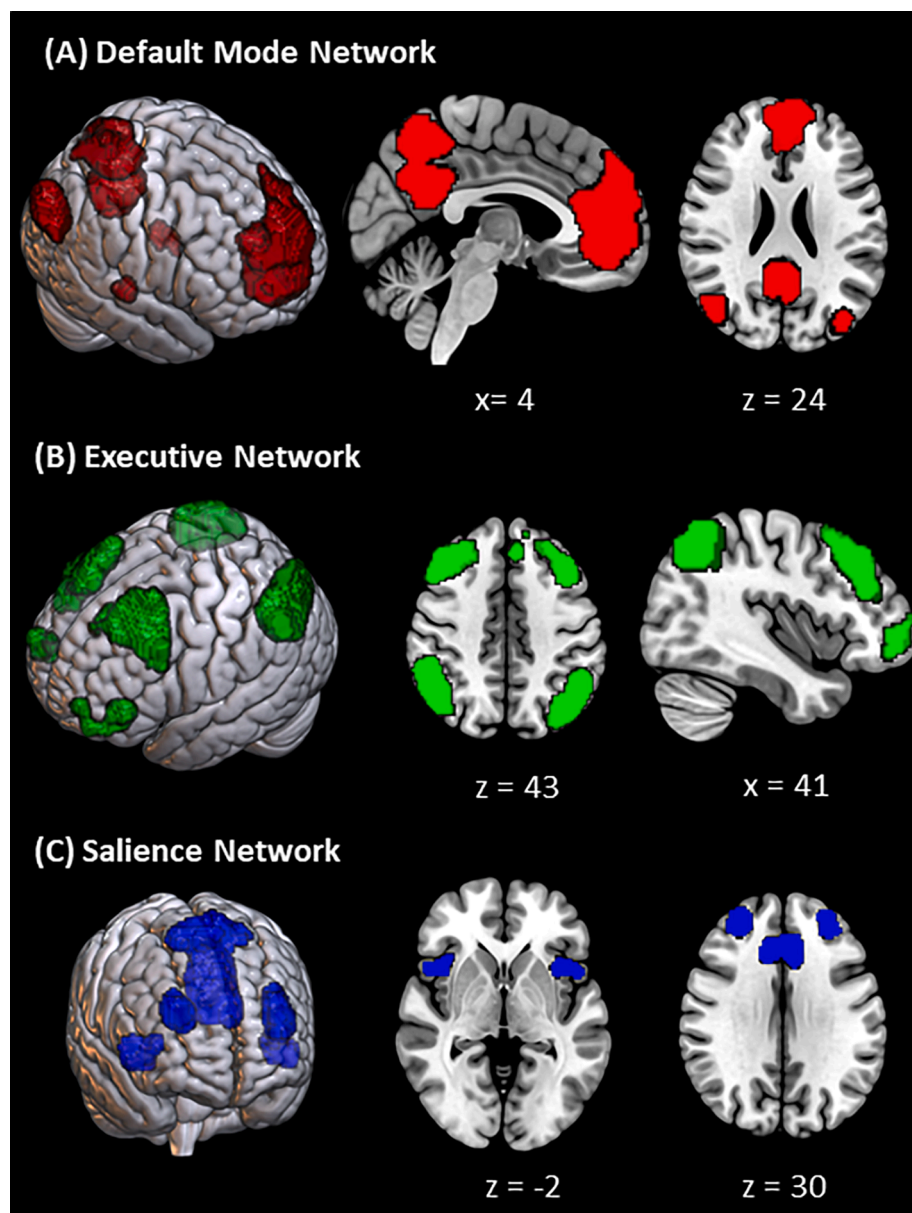 (A) Default Mode Network
x= 4
z = 24
(B) Executive Network
z = 43
x = 41
(C) Salience Network
z = -2
z = 30